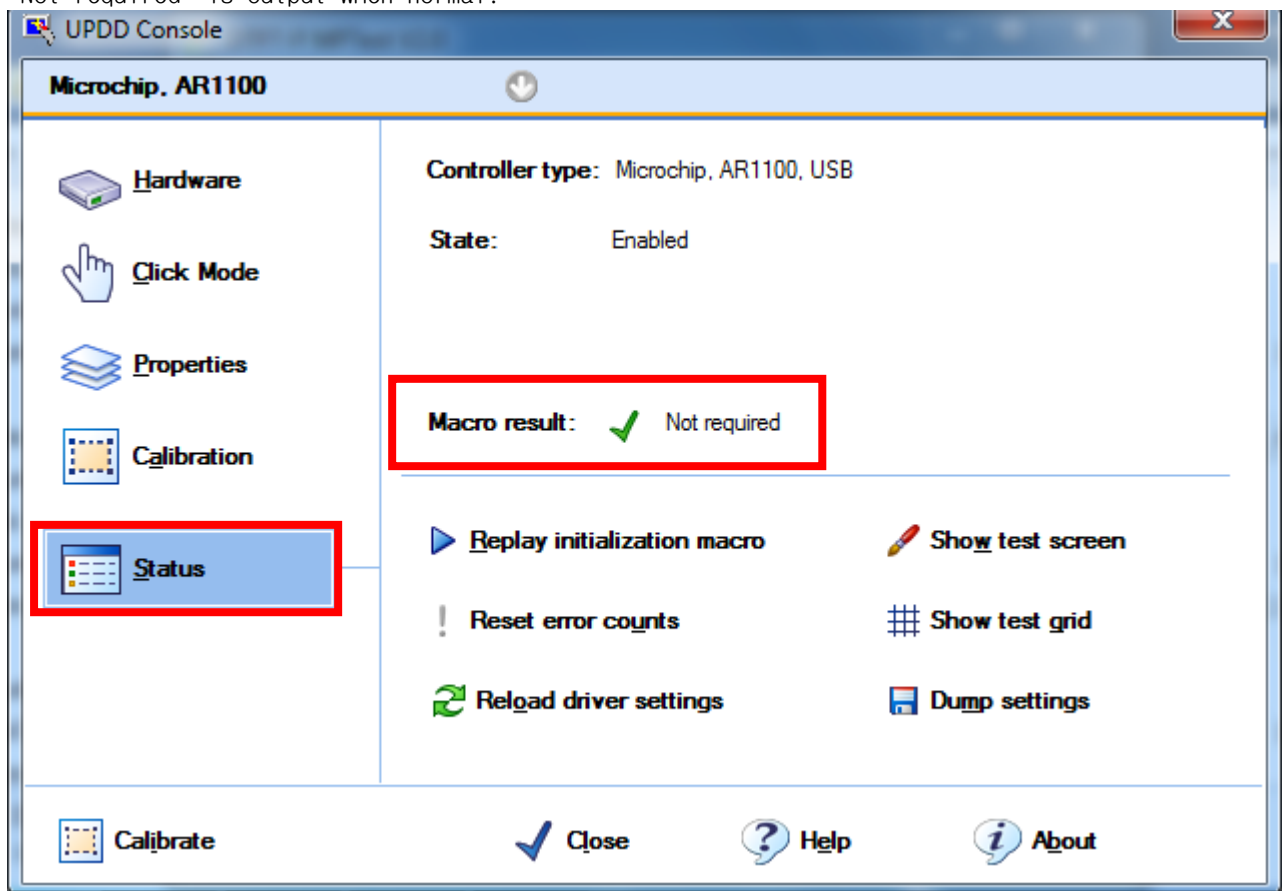 Not required" is output when normal.
UPDD Console
Microchip, AR1100
Hardware
Click Mode
Properties
Calibration
Status
Controller type: Microchip, AR1100, USB
State: Enabled
Macro result: Not required
Replay initialization macro
Show test screen
Reset error counts
Show test grid
Reload driver settings
Dump settings
Calibrate
Close
Help
About